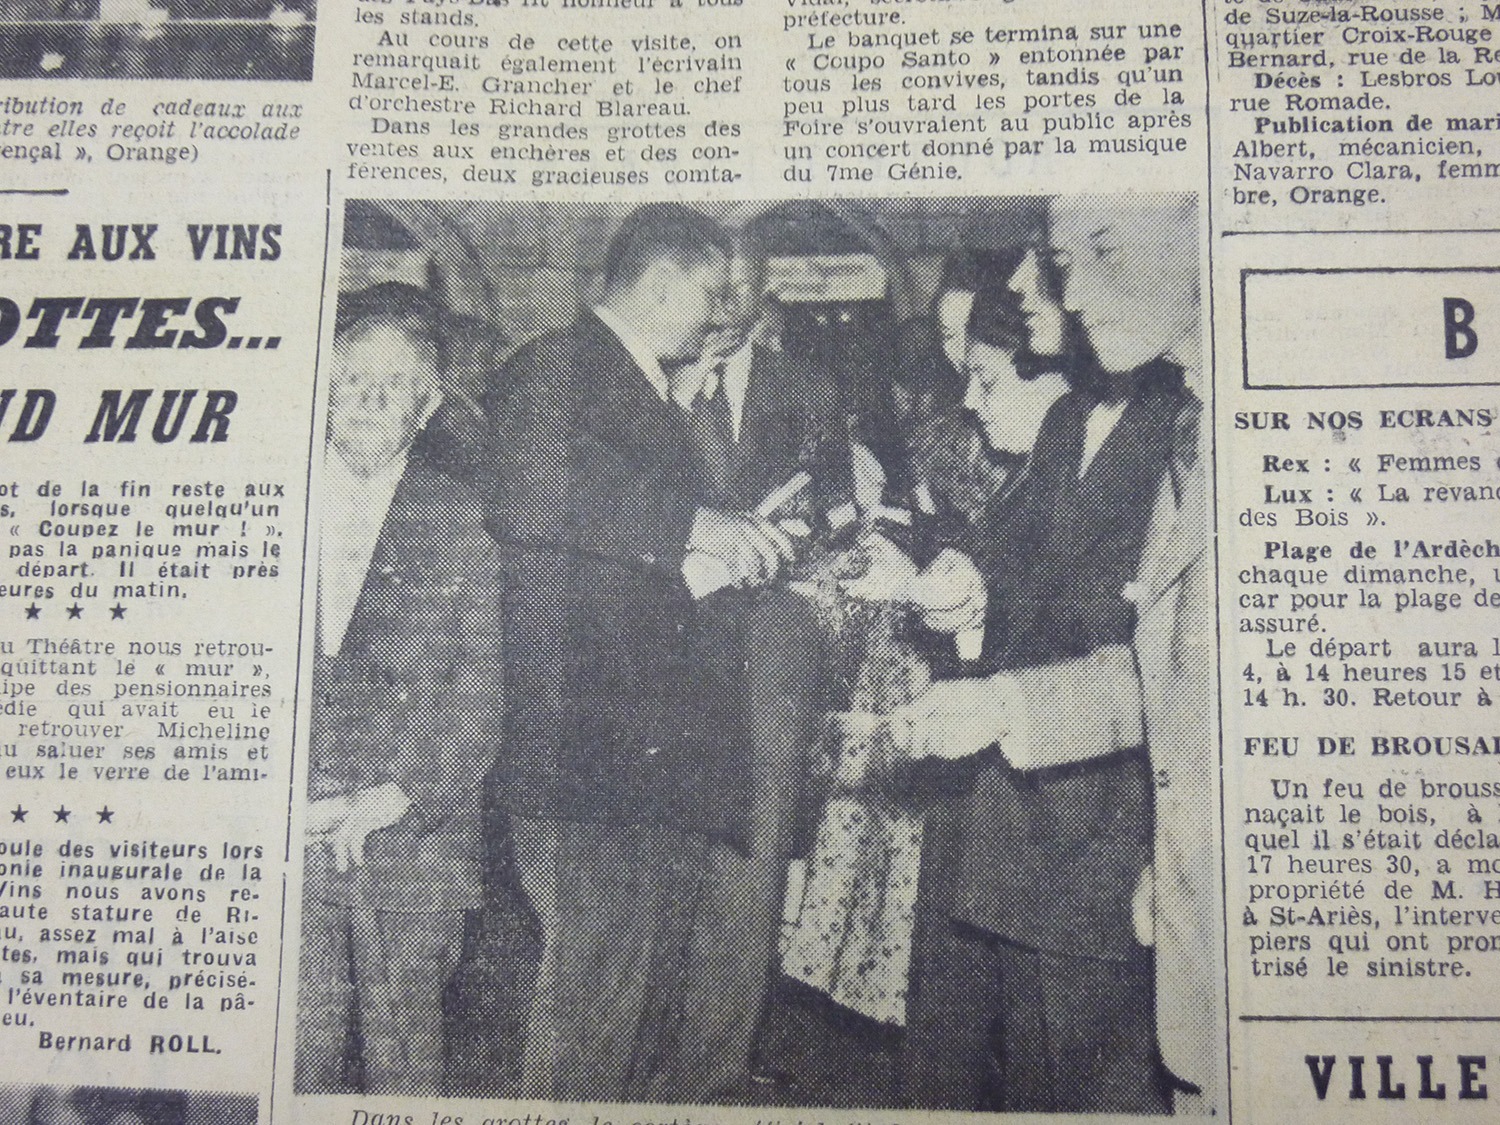 ribution de cadeaux aux
tre elles reçoit l'accolade
ençal », Orange)
RE AUX VINS
OTTES...
ND MUR
ot de la fin reste aux
s, lorsque quelqu'un
« Coupez le mur ! ».
pas la panique mais le
départ. Il était près
eures du matin.
★ ★ ★
u Théâtre nous retrou-
quittant le « mur »,
ipe des pensionnaires
édie qui avait eu le
retrouver Micheline
u saluer ses amis et
eux le verre de l'ami-
★ ★ ★
oule des visiteurs lors
onie inaugurale de la
Vins nous avons re-
aute stature de Ri-
u, assez mal à l'aise
tes, mais qui trouva
sa mesure, précisé-
l'éventaire de la pâ-
eu.
Bernard ROLL.
les stands.
Au cours de cette visite, on
remarquait également l'écrivain
Marcel-E. Grancher et le chef
d'orchestre Richard Blareau.
Dans les grandes grottes des
ventes aux enchères et des con-
férences, deux gracieuses comta-
préfecture.
Le banquet se termina sur une
« Coupo Santo » entonnée par
tous les convives, tandis qu'un
peu plus tard les portes de la
Foire s'ouvraient au public après
un concert donné par la musique
du 7me Génie.
Dans les grottes
de Suze-la-Rousse ; M
quartier Croix-Rouge
Bernard, rue de la Re
Décès : Lesbros Lou
rue Romade.
Publication de mari
Albert, mécanicien,
Navarro Clara, femm
bre, Orange.
B
SUR NOS ECRANS
Rex : « Femmes
Lux : « La revanc
des Bois ».
Plage de l'Ardèch
chaque dimanche, u
car pour la plage de
assuré.
Le départ aura l
4, à 14 heures 15 et
14 h. 30. Retour à
FEU DE BROUSAI
Un feu de brouss
naçait le bois, à
quel il s'était décla
17 heures 30, a mo
propriété de M. H
à St-Ariès, l'interve
piers qui ont pron
trisé le sinistre.
VILLE